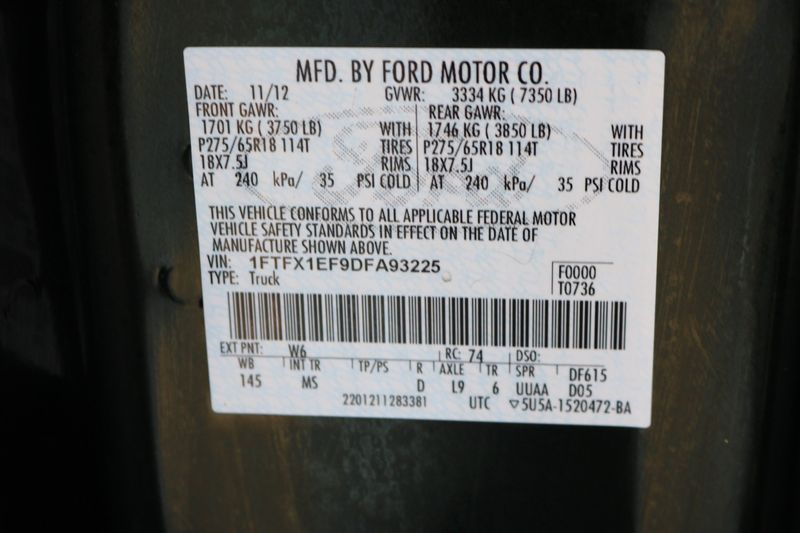 MFD. BY FORD MOTOR CO.
DATE: 11/12 GVWR: 3334 KG ( 7350 LB)
FRONT GAWR: REAR GAWR:
1701 KG ( 3750 LB) WITH 1746 KG ( 3850 LB) WITH
P275/65R18 114T TIRES P275/65R18 114T TIRES
18X7.5J RIMS 18X7.5J RIMS
AT 240 kPa/ 35 PSI COLD AT 240 kPa/ 35 PSI COLD
THIS VEHICLE CONFORMS TO ALL APPLICABLE FEDERAL MOTOR
VEHICLE SAFETY STANDARDS IN EFFECT ON THE DATE OF
MANUFACTURE SHOWN ABOVE.
VIN: 1FTFX1EF9DFA93225 F0000
TYPE: Truck T0736
EXT PNT: W6 RC: 74 DSO:
WB INT TR TP/PS R AXLE TR SPR DF615
145 MS D L9 6 UUAA D05
2201211283381 UTC ▽5U5A-1520472-BA